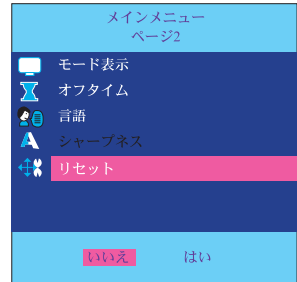 メインメニュー
ページ2
モード表示
オフタイム
言語
シャープネス
リセット
いいえ はい